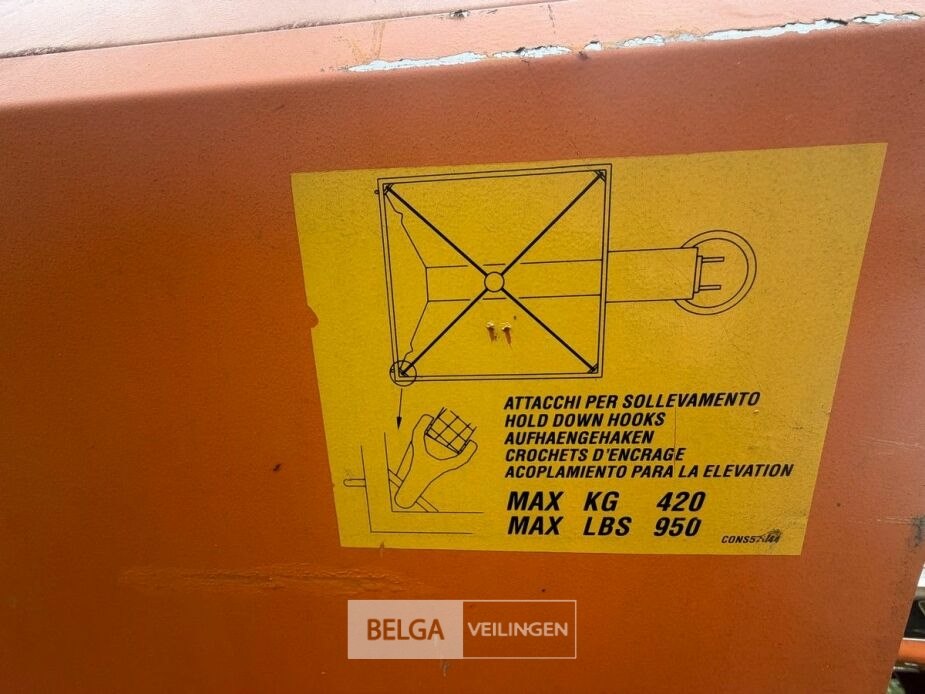 ATTACCHI PER SOLLEVAMENTO
HOLD DOWN HOOKS
AUFHAENGEHAKEN
CROCHETS D'ENCRAGE
ACOPLAMIENTO PARA LA ELEVATION
MAX KG 420
MAX LBS 950
BELGA VEILINGEN